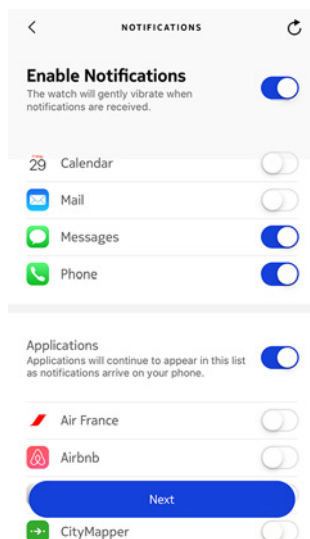 NOTIFICATIONS
Enable Notifications
The watch will gently vibrate when
notifications are received.
29
Calendar
Mail
Messages
Phone
Applications
Applications will continue to appear in this list
as notifications arrive on your phone.
Air France
Airbnb
Next
CityMapper